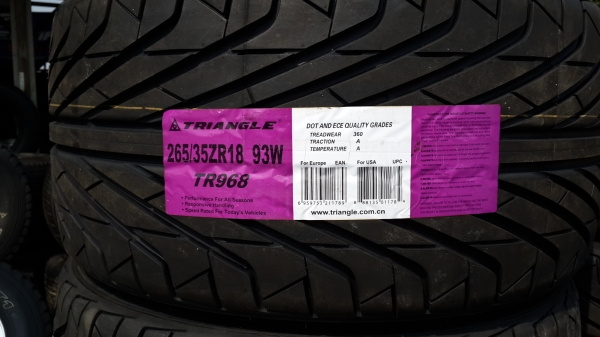 TRIANGLE
265/35ZR18 93W
TR968
• Performance For All Seasons
• Responsive Handling
• Speed Rated For Today's Vehicles
DOT AND ECE QUALITY GRADES
TREADWEAR 360
TRACTION A
TEMPERATURE A
For Europe EAN
For USA UPC
www.triangle.com.cn